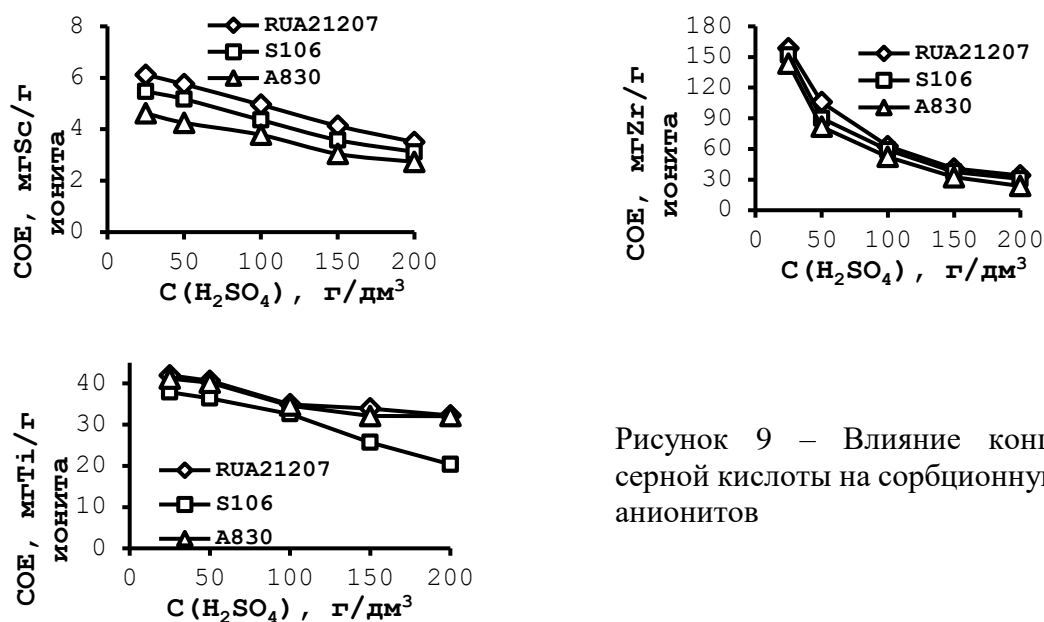 8
6
4
2
0
RUA21207
S106
A830
0 50 100 150 200
C(H₂SO₄), г/дм³
СОЕ, мгSc/г
ионита
180
150
120
90
60
30
0
RUA21207
S106
A830
0 50 100 150 200
C(H₂SO₄), г/дм³
СОЕ, мгZr/г
ионита
40
30
20
10
0
RUA21207
S106
A830
0 50 100 150 200
C(H₂SO₄), г/дм³
СОЕ, мгTi/г
ионита
Рисунок 9 – Влияние
серной кислоты на
анионитов